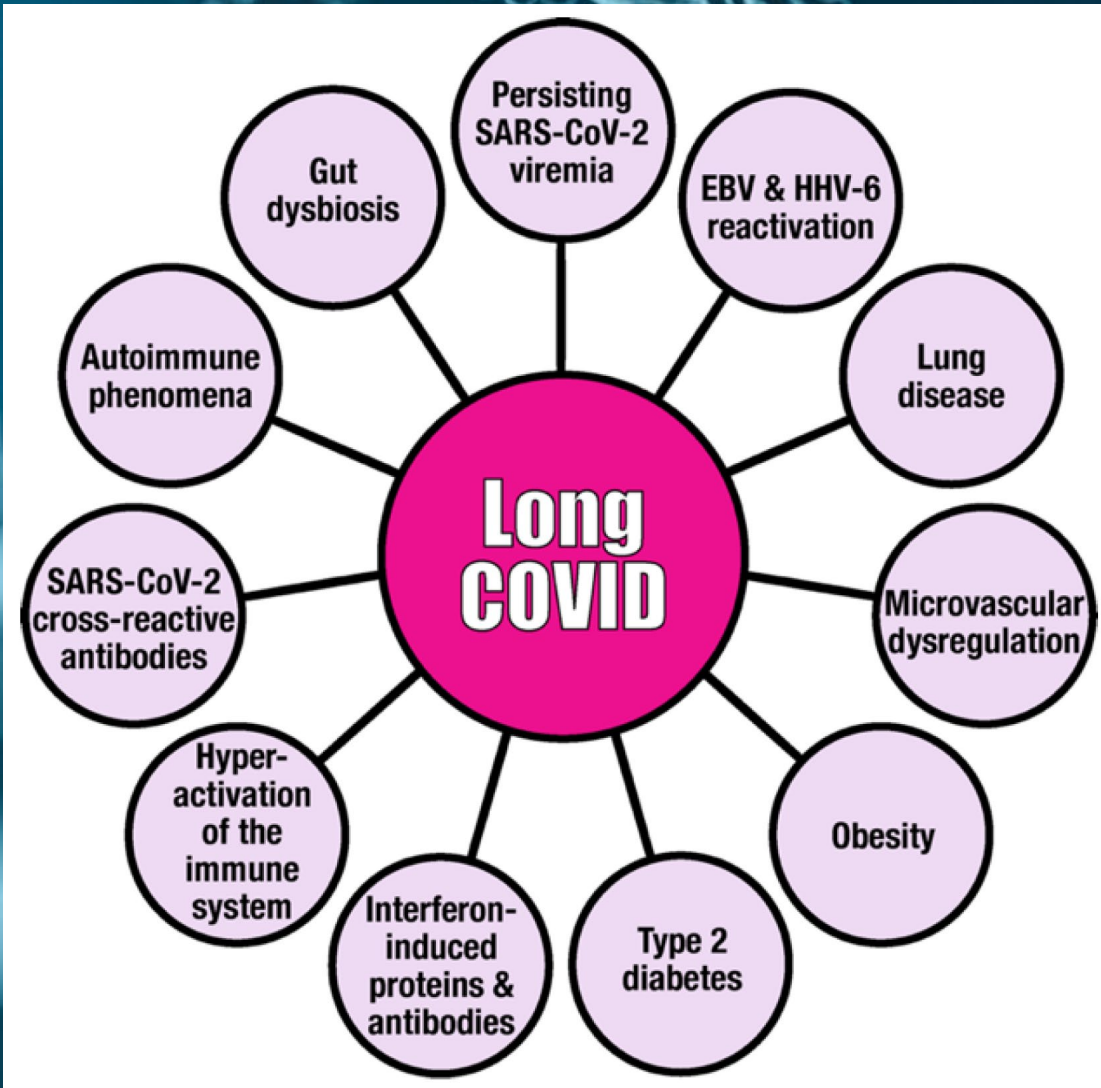 Long
COVID
Persisting
SARS-CoV-2
viremia
EBV & HHV-6
reactivation
Lung
disease
Microvascular
dysregulation
Obesity
Type 2
diabetes
Interferon-
induced
proteins &
antibodies
Hyper-
activation
of the
immune
system
SARS-CoV-2
cross-reactive
antibodies
Autoimmune
phenomena
Gut
dysbiosis